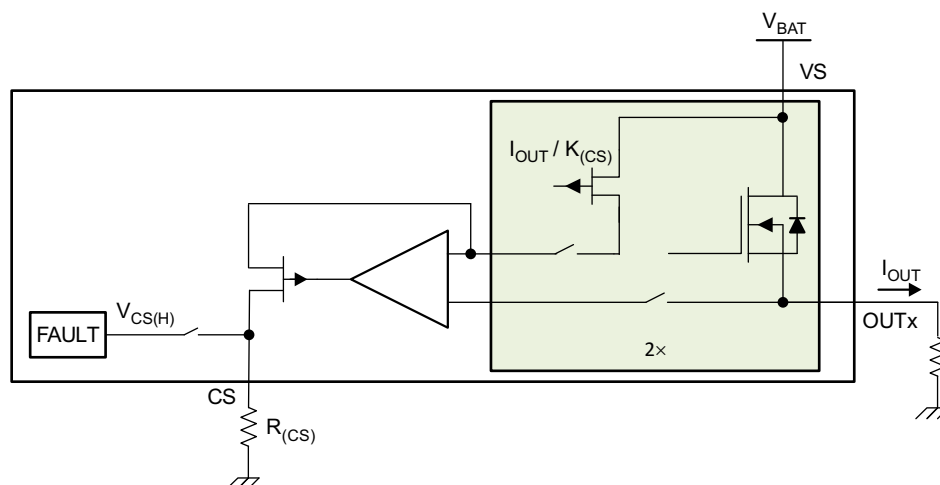 V_BAT
VS
I_OUT / K_(CS)
I_OUT
V_CS(H)
FAULT
OUTx
2×
CS
R_(CS)